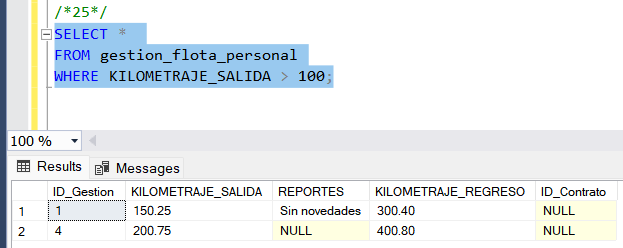 /*25*/
SELECT *
FROM gestion_flota_personal
WHERE KILOMETRAJE_SALIDA > 100;
100 %
Results Messages
ID_Gestion KILOMETRAJE_SALIDA REPORTES KILOMETRAJE_REGRESO ID_Contrato
1 1 150.25 Sin novedades 300.40 NULL
2 4 200.75 NULL 400.80 NULL